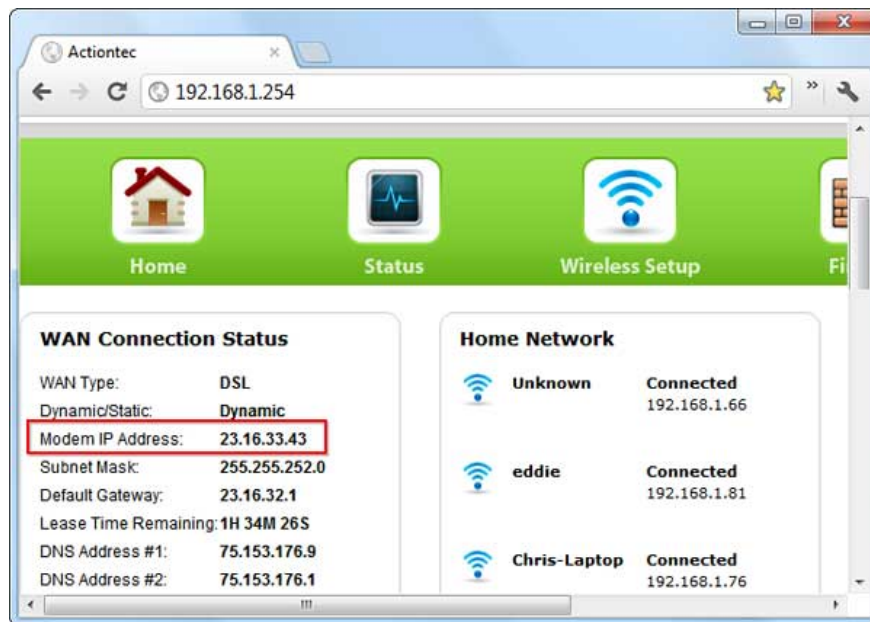 Actiontec
192.168.1.254
Home
Status
Wireless Setup
WAN Connection Status
WAN Type: DSL
Dynamic/Static: Dynamic
Modem IP Address: 23.16.33.43
Subnet Mask: 255.255.252.0
Default Gateway: 23.16.32.1
Lease Time Remaining: 1H 34M 26S
DNS Address #1: 75.153.176.9
DNS Address #2: 75.153.176.1
Home Network
Unknown Connected
192.168.1.66
eddie Connected
192.168.1.81
Chris-Laptop Connected
192.168.1.76